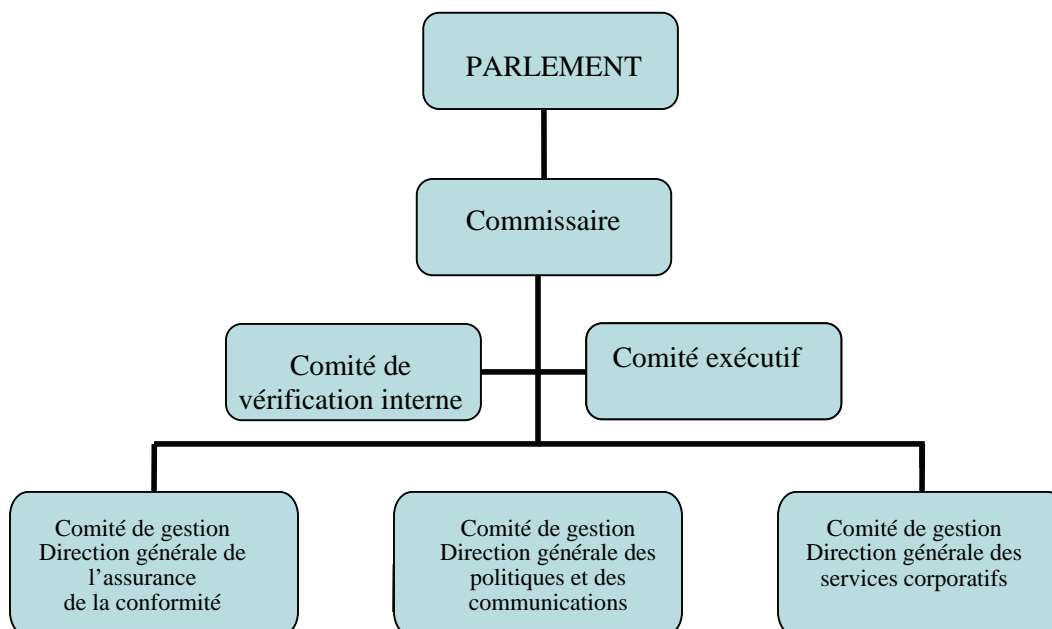 PARLEMENT
Commissaire
Comité de
vérification interne
Comité exécutif
Comité de gestion
Direction générale de
l’assurance
de la conformité
Comité de gestion
Direction générale des
politiques et des
communications
Comité de gestion
Direction générale des
services corporatifs